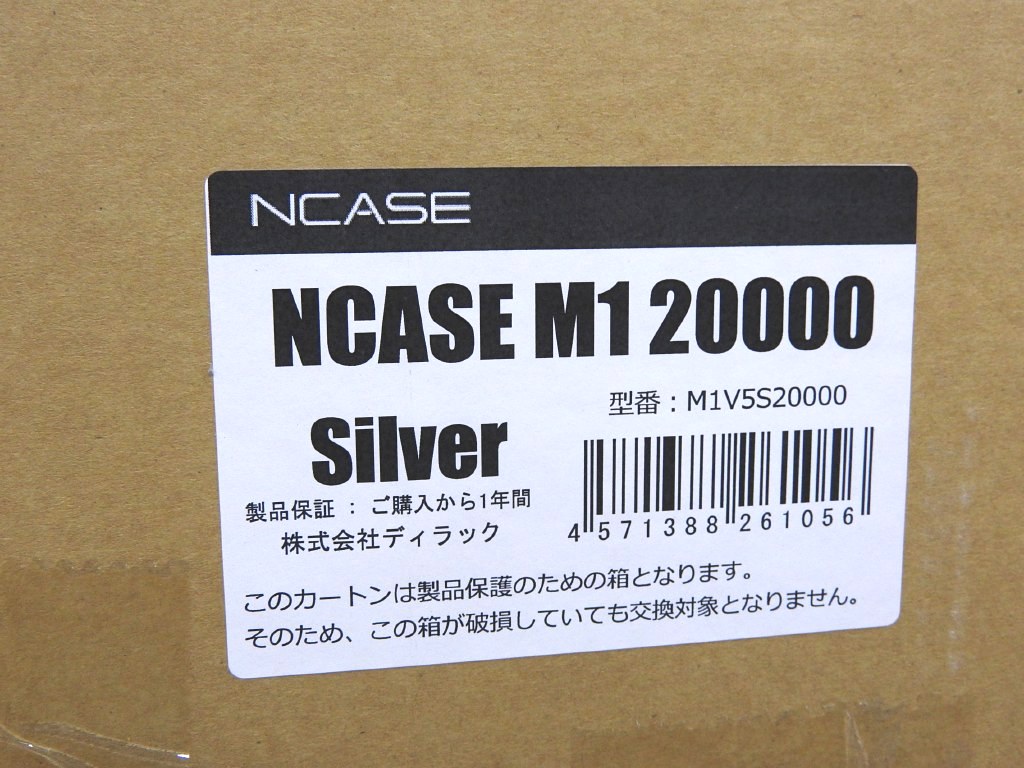 NCASE
NCASE M1 20000
型番：M1V5S20000
Silver
製品保証 ： ご購入から1年間
株式会社ディラック
4 571388 261056
このカートンは製品保護のための箱となります。
そのため、この箱が破損していても交換対象となりません。